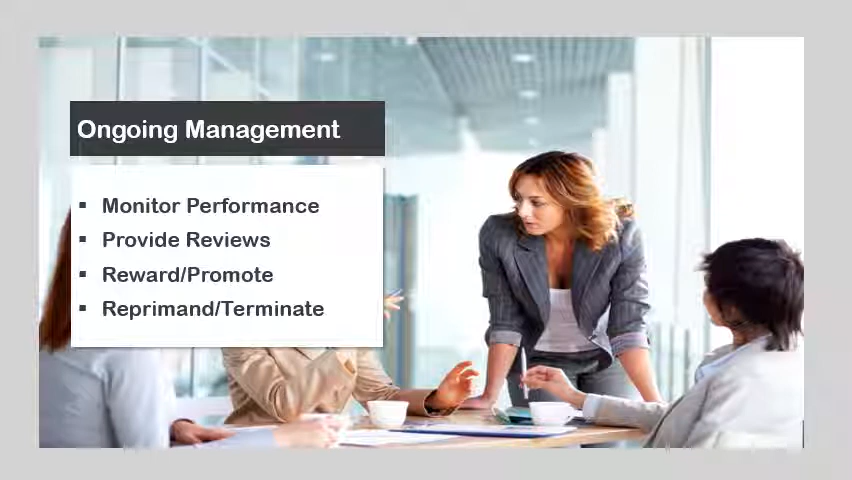 Ongoing Management
▪ Monitor Performance
▪ Provide Reviews
▪ Reward/Promote
▪ Reprimand/Terminate